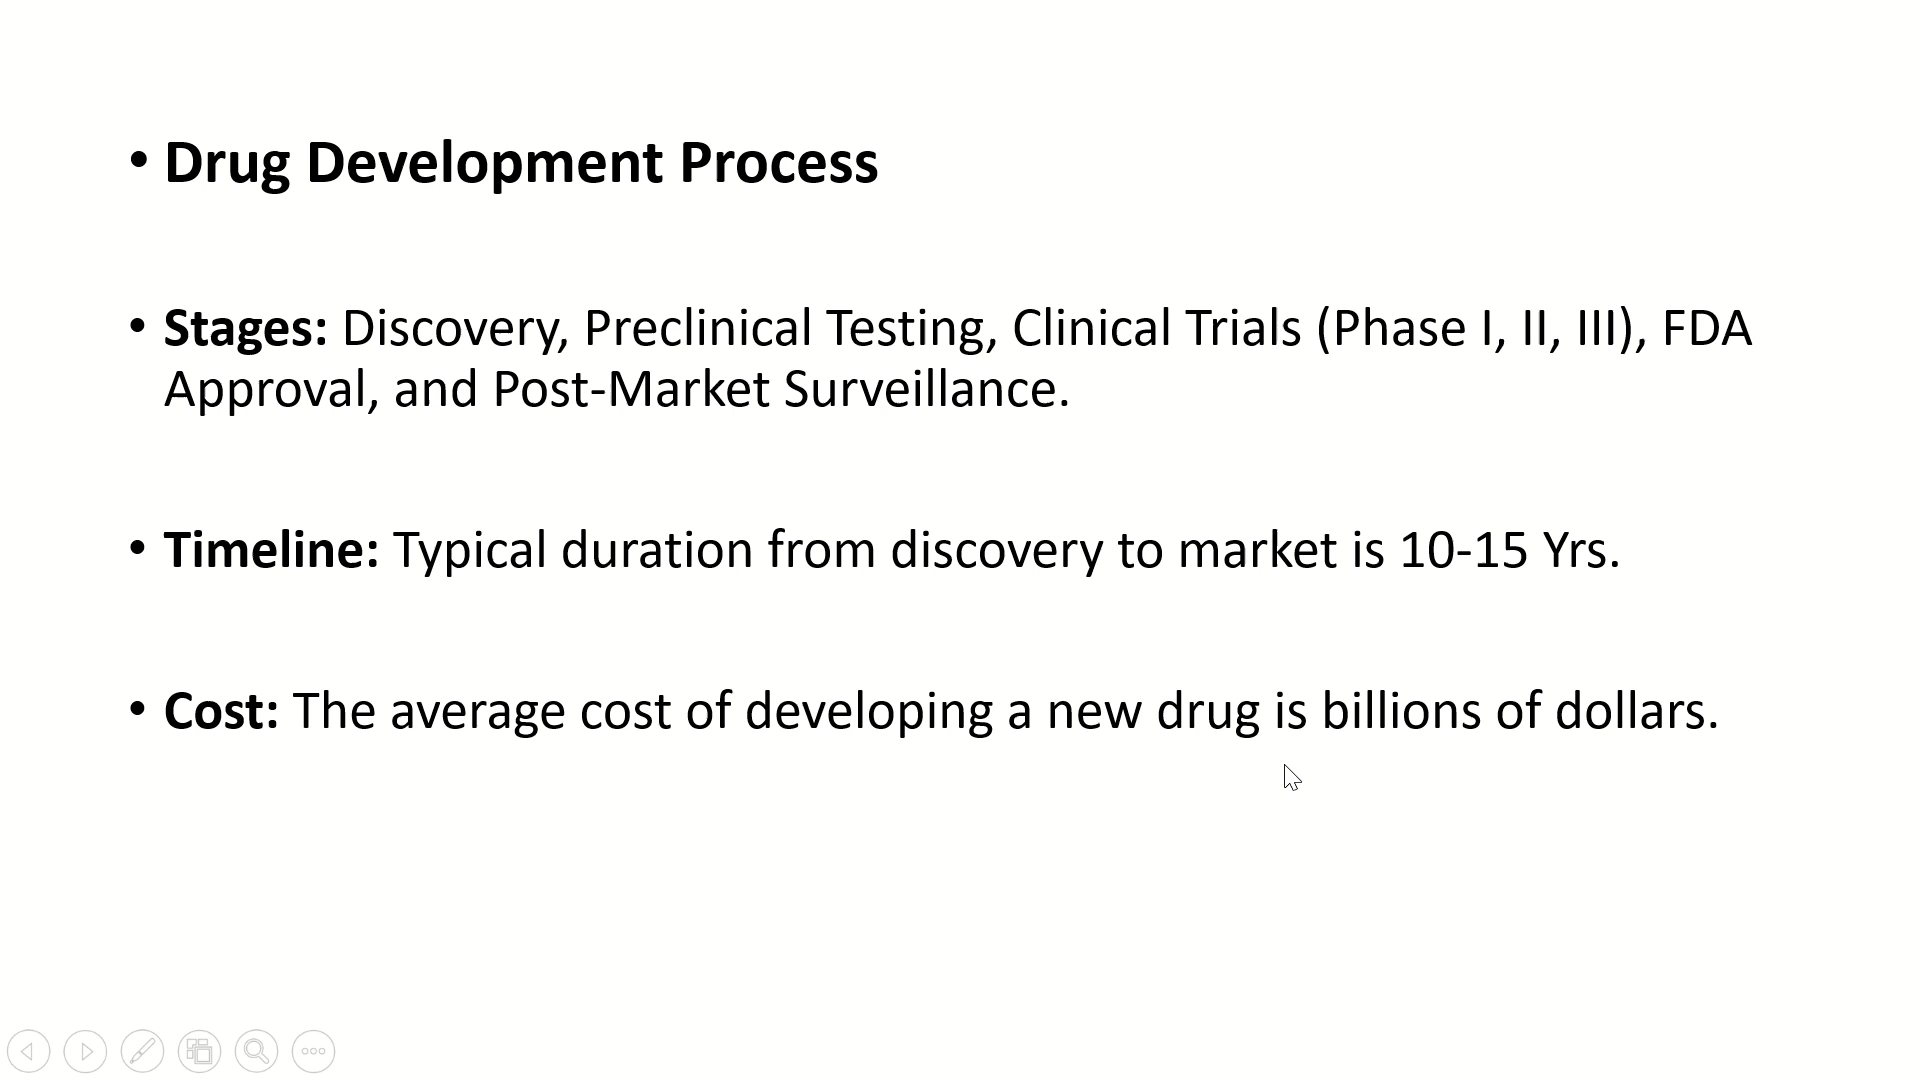 • Drug Development Process
• Stages: Discovery, Preclinical Testing, Clinical Trials (Phase I, II, III), FDA
Approval, and Post-Market Surveillance.
• Timeline: Typical duration from discovery to market is 10-15 Yrs.
• Cost: The average cost of developing a new drug is billions of dollars.